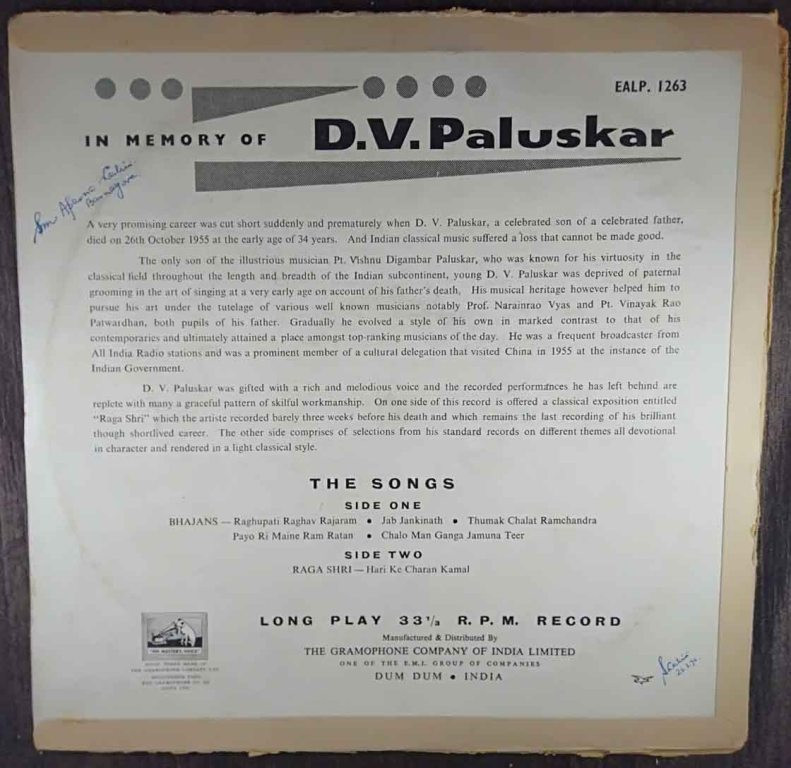 EALP. 1263
IN MEMORY OF D.V. Paluskar
A very promising career was cut short suddenly and prematurely when D. V. Paluskar, a celebrated son of a celebrated father,
died on 26th October 1955 at the early age of 34 years. And Indian classical music suffered a loss that cannot be made good.
The only son of the illustrious musician Pt. Vishnu Digambar Paluskar, who was known for his virtuosity in the
classical field throughout the length and breadth of the Indian subcontinent, young D. V. Paluskar was deprived of paternal
grooming in the art of singing at a very early age on account of his father's death. His musical heritage however helped him to
pursue his art under the tutelage of various well known musicians notably Prof. Narainrao Vyas and Pt. Vinayak Rao
Patwardhan, both pupils of his father. Gradually he evolved a style of his own in marked contrast to that of his
contemporaries and ultimately attained a place amongst top-ranking musicians of the day. He was a frequent broadcaster from
All India Radio stations and was a prominent member of a cultural delegation that visited China in 1955 at the instance of the
Indian Government.
D. V. Paluskar was gifted with a rich and melodious voice and the recorded performances he has left behind are
replete with many a graceful pattern of skilful workmanship. On one side of this record is offered a classical exposition entitled
"Raga Shri" which the artiste recorded barely three weeks before his death and which remains the last recording of his brilliant
though shortlived career. The other side comprises of selections from his standard records on different themes all devotional
in character and rendered in a light classical style.
THE SONGS
SIDE ONE
BHAJANS — Raghupati Raghav Rajaram • Jab Jankinath • Thumak Chalat Ramchandra
Payo Ri Maine Ram Ratan • Chalo Man Ganga Jamuna Teer
SIDE TWO
RAGA SHRI — Hari Ke Charan Kamal
LONG PLAY 33 1/3 R. P. M. RECORD
Manufactured & Distributed By
THE GRAMOPHONE COMPANY OF INDIA LIMITED
ONE OF THE E.M.I. GROUP OF COMPANIES
DUM DUM • INDIA
"HIS MASTER'S VOICE"